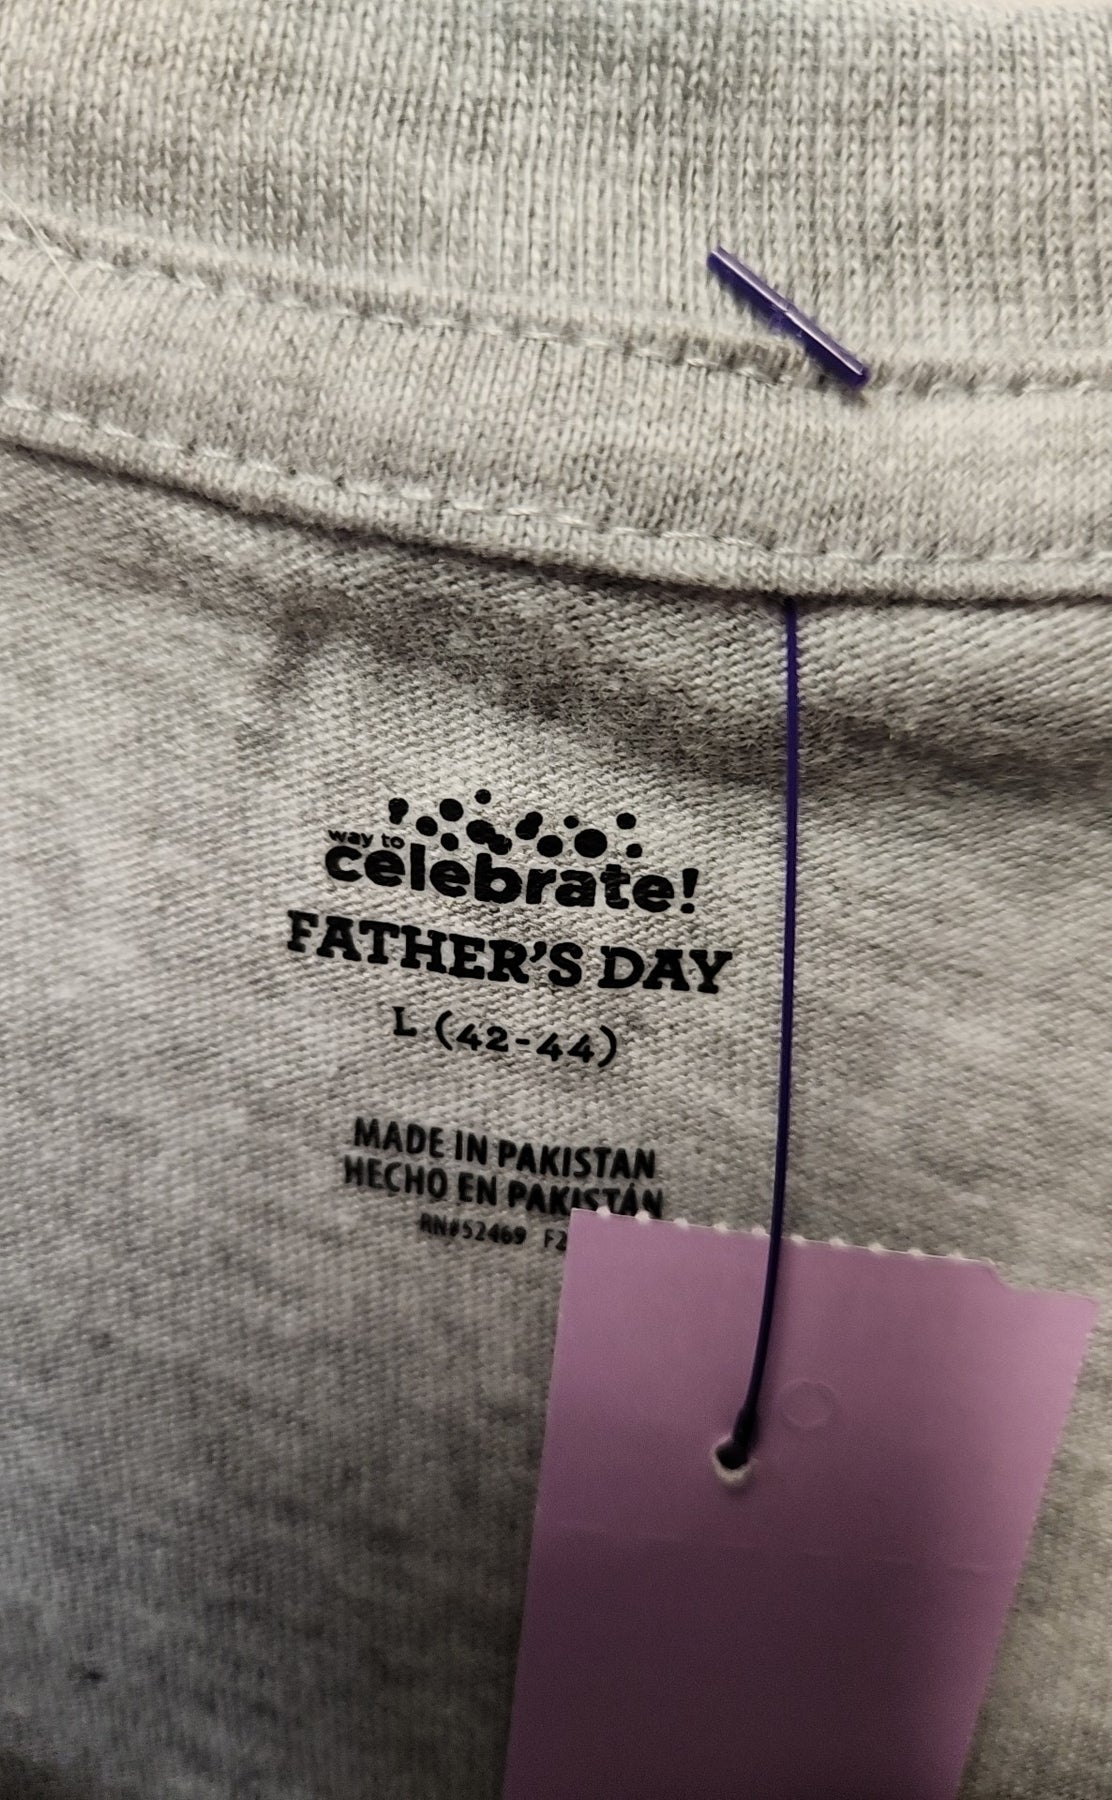 way to
celebrate!
FATHER'S DAY
L (42-44)
MADE IN PAKISTAN
HECHO EN PAKISTÁN
RN#52469